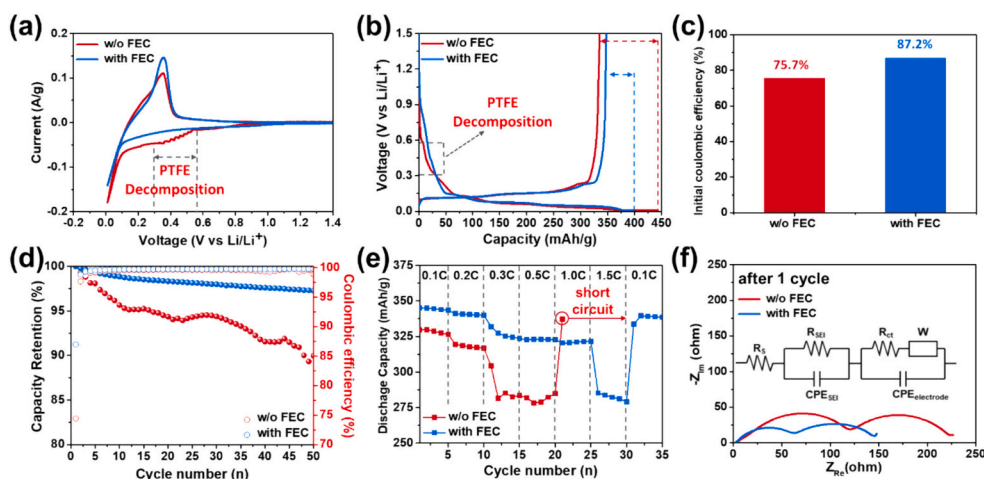 (a)
w/o FEC
with FEC
PTFE
Decomposition
Current (A/g)
0.2
0.1
0.0
-0.1
-0.2
0.0 0.2 0.4 0.6 0.8 1.0 1.2 1.4
Voltage (V vs Li/Li⁺)
(b)
w/o FEC
with FEC
PTFE
Decomposition
Voltage (V vs Li/Li⁺)
1.5
1.2
0.9
0.6
0.3
0.0
0 50 100 150 200 250 300 350 400 450
Capacity (mAh/g)
(c)
75.7%
87.2%
Initial coulombic efficiency (%)
100
80
60
40
20
0
w/o FEC with FEC
(d)
w/o FEC
with FEC
Capacity Retention (%)
100
95
90
85
80
75
70
Coulombic efficiency (%)
100
95
90
85
80
75
70
0 5 10 15 20 25 30 35 40 45 50
Cycle number (n)
(e)
0.1C 0.2C 0.3C 0.5C 1.0C 1.5C 0.1C
short
circuit
w/o FEC
with FEC
Discharge Capacity (mAh/g)
375
350
325
300
275
250
0 5 10 15 20 25 30 35
Cycle number (n)
(f)
after 1 cycle
w/o FEC
with FEC
R_S
R_SEI
CPE_SEI
R_ct
W
CPE_electrode
-Z_Im (ohm)
-250
-200
-150
-100
-50
0
0 50 100 150 200 250
Z_Re(ohm)